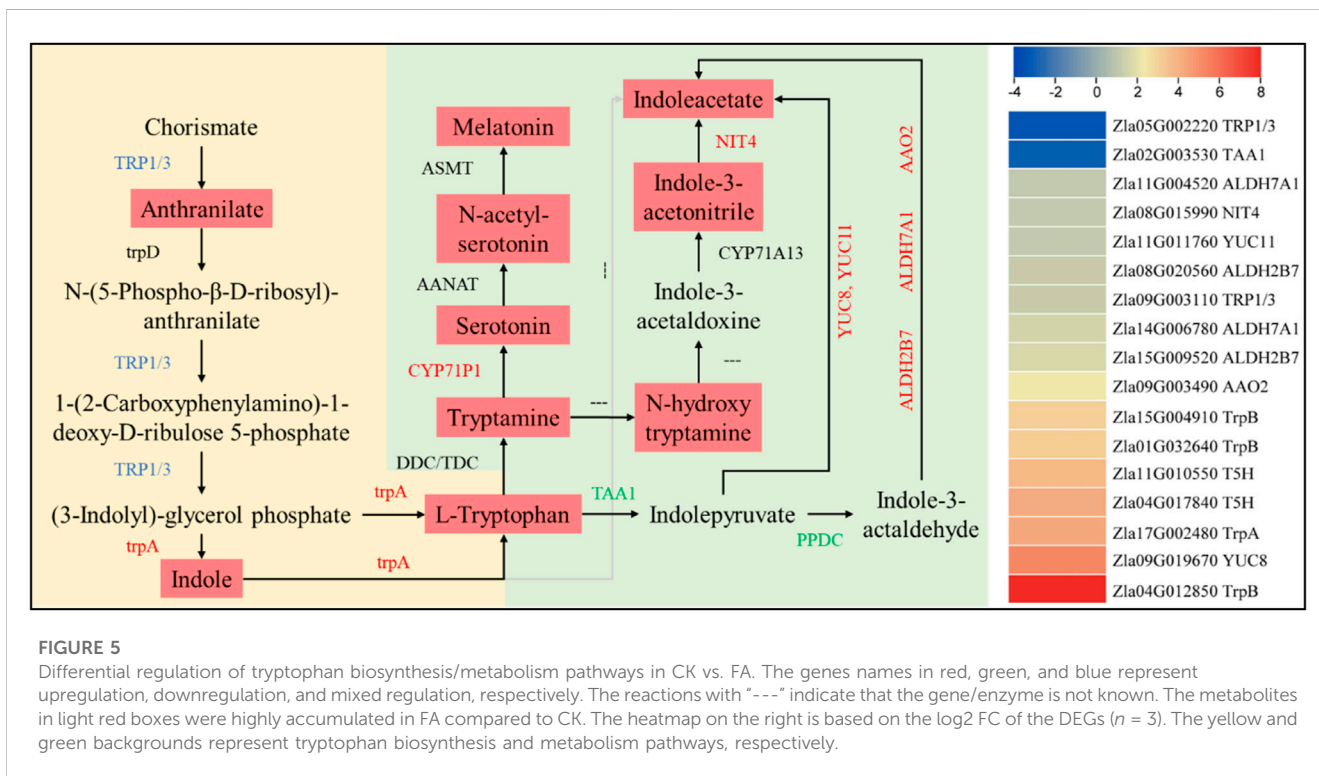 Chorismate
TRP1/3
Anthranilate
trpD
N-(5-Phospho-β-D-ribosyl)-
anthranilate
TRP1/3
1-(2-Carboxyphenylamino)-1-
deoxy-D-ribulose 5-phosphate
TRP1/3
(3-Indolyl)-glycerol phosphate
trpA
Indole
trpA
trpA
Melatonin
ASMT
N-acetyl-
serotonin
AANAT
Serotonin
CYP71P1
Tryptamine
DDC/TDC
L-Tryptophan
---
---
TAA1
Indoleacetate
NIT4
Indole-3-
acetonitrile
CYP71A13
Indole-3-
acetaldoxine
---
N-hydroxy
tryptamine
Indolepyruvate
PPDC
YUC8, YUC11
AAO2
ALDH7A1
ALDH2B7
Indole-3-
actaldehyde
-4 -2 0 2 4 6 8
Zla05G002220 TRP1/3
Zla02G003530 TAA1
Zla11G004520 ALDH7A1
Zla08G015990 NIT4
Zla11G011760 YUC11
Zla08G020560 ALDH2B7
Zla09G003110 TRP1/3
Zla14G006780 ALDH7A1
Zla15G009520 ALDH2B7
Zla09G003490 AAO2
Zla15G004910 TrpB
Zla01G032640 TrpB
Zla11G010550 T5H
Zla04G017840 T5H
Zla17G002480 TrpA
Zla09G019670 YUC8
Zla04G012850 TrpB
FIGURE 5
Differential regulation of tryptophan biosynthesis/metabolism pathways in CK vs. FA. The genes names in red, green, and blue represent
upregulation, downregulation, and mixed regulation, respectively. The reactions with "---" indicate that the gene/enzyme is not known. The metabolites
in light red boxes were highly accumulated in FA compared to CK. The heatmap on the right is based on the log2 FC of the DEGs (n = 3). The yellow and
green backgrounds represent tryptophan biosynthesis and metabolism pathways, respectively.